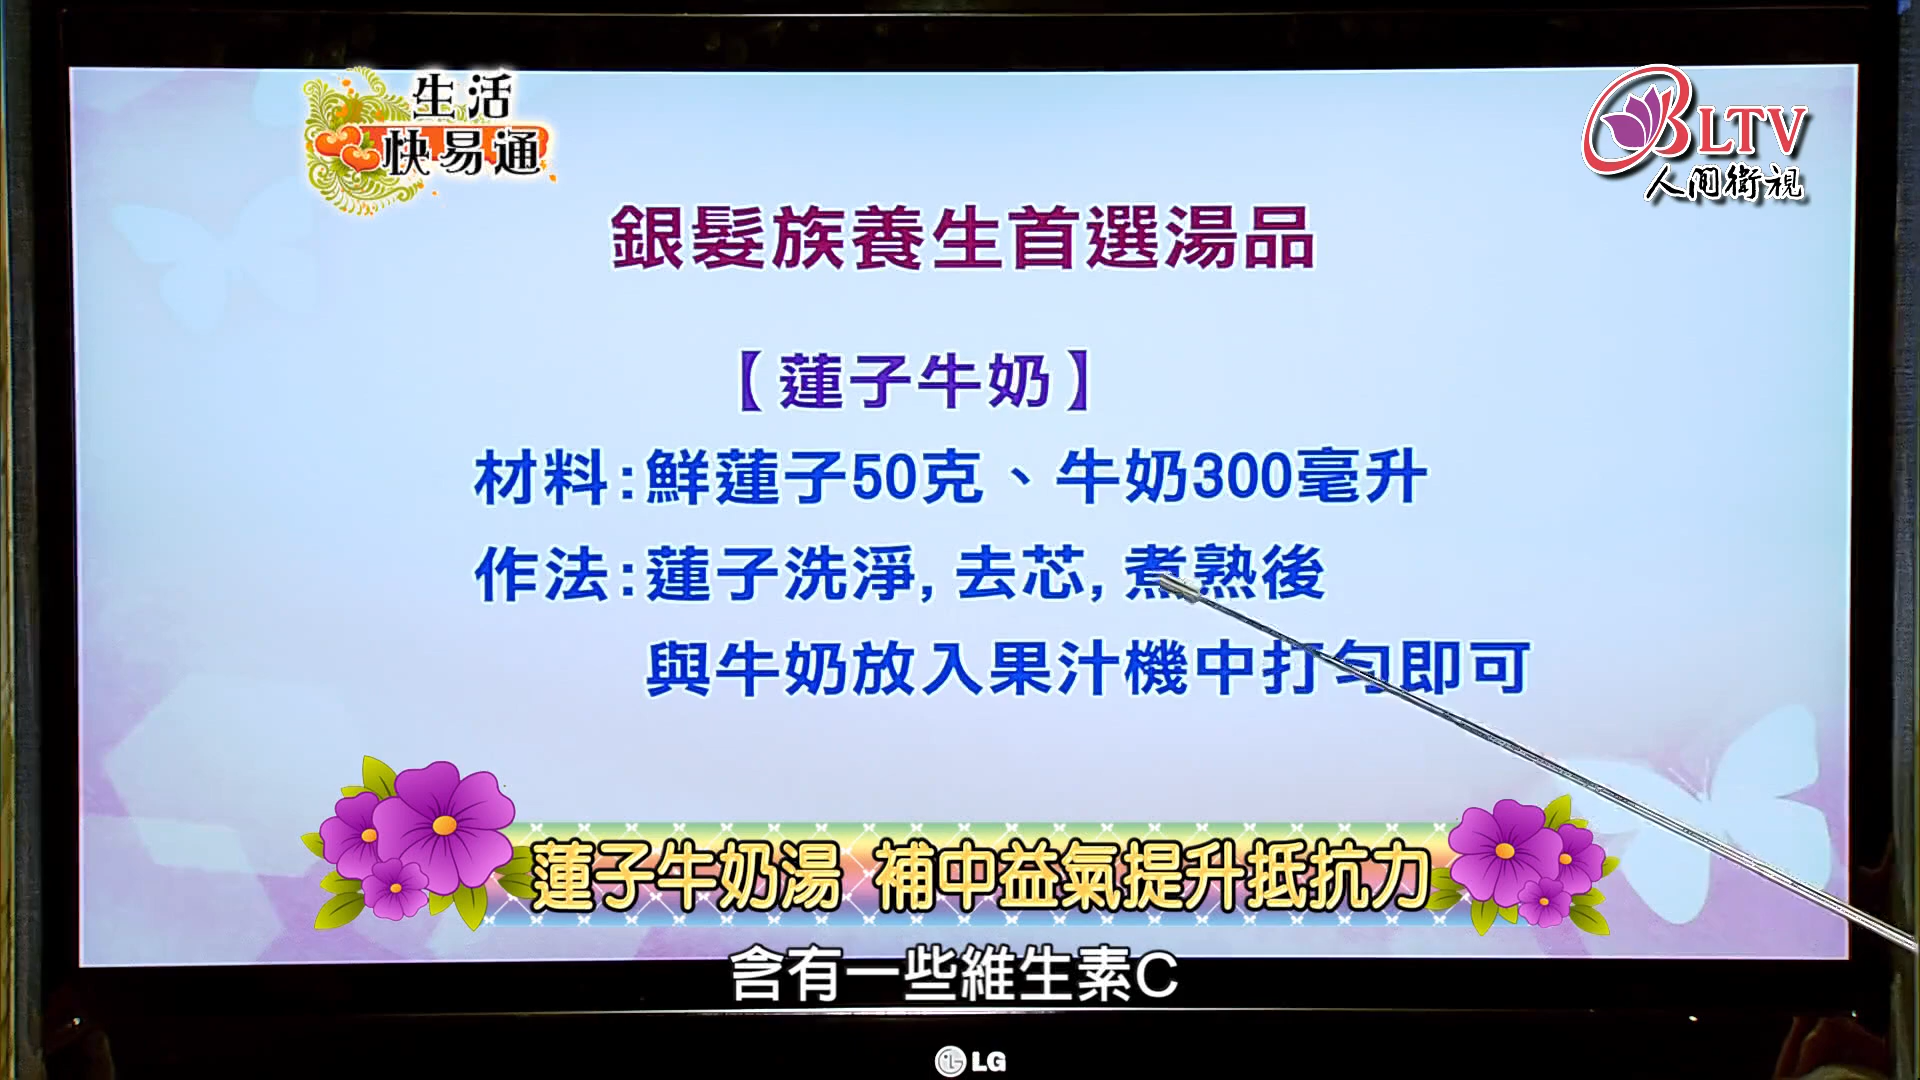 生活
快易通
BLTV
人間衛視
銀髮族養生首選湯品
【蓮子牛奶】
材料:鮮蓮子50克、牛奶300毫升
作法:蓮子洗淨,去芯,煮熟後
與牛奶放入果汁機中打勻即可
蓮子牛奶湯 補中益氣提升抵抗力
含有一些維生素C
LG